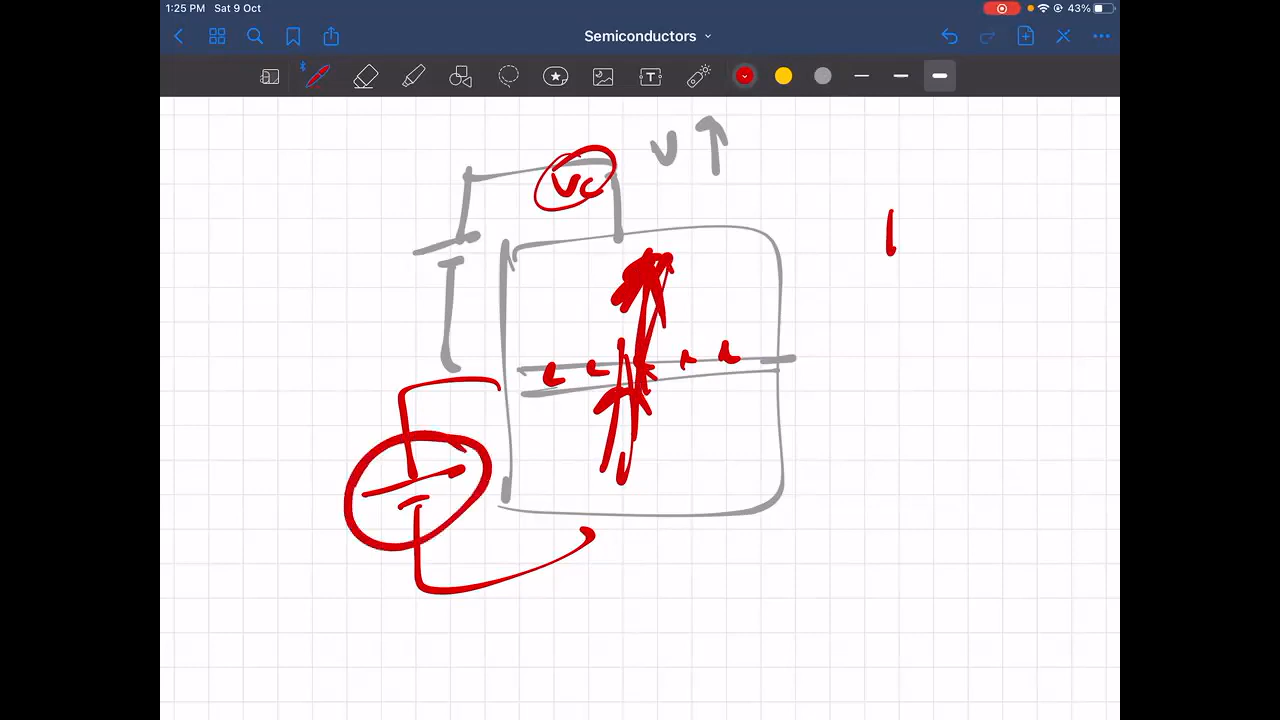 1:25 PM Sat 9 Oct
43%
Semiconductors
T
V ↑
Vc